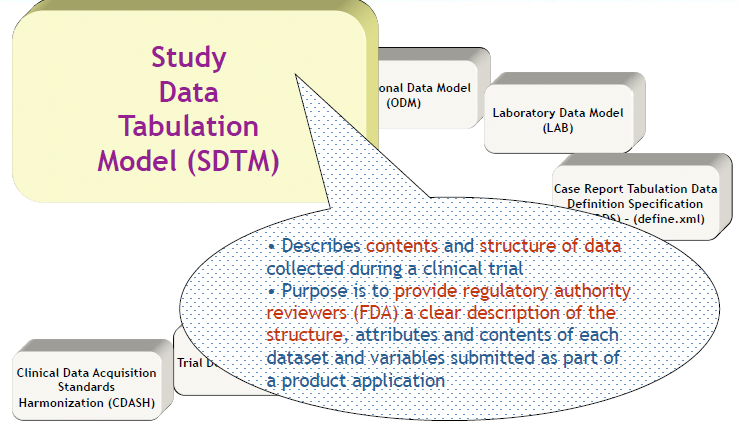 Study
Data
Tabulation
Model (SDTM)
onal Data Model
(ODM)
Laboratory Data Model
(LAB)
Case Report Tabulation Data
Definition Specification
DS) – (define.xml)
• Describes contents and structure of data
collected during a clinical trial
• Purpose is to provide regulatory authority
reviewers (FDA) a clear description of the
structure, attributes and contents of each
dataset and variables submitted as part of
a product application
Trial D
Clinical Data Acquisition
Standards
Harmonization (CDASH)